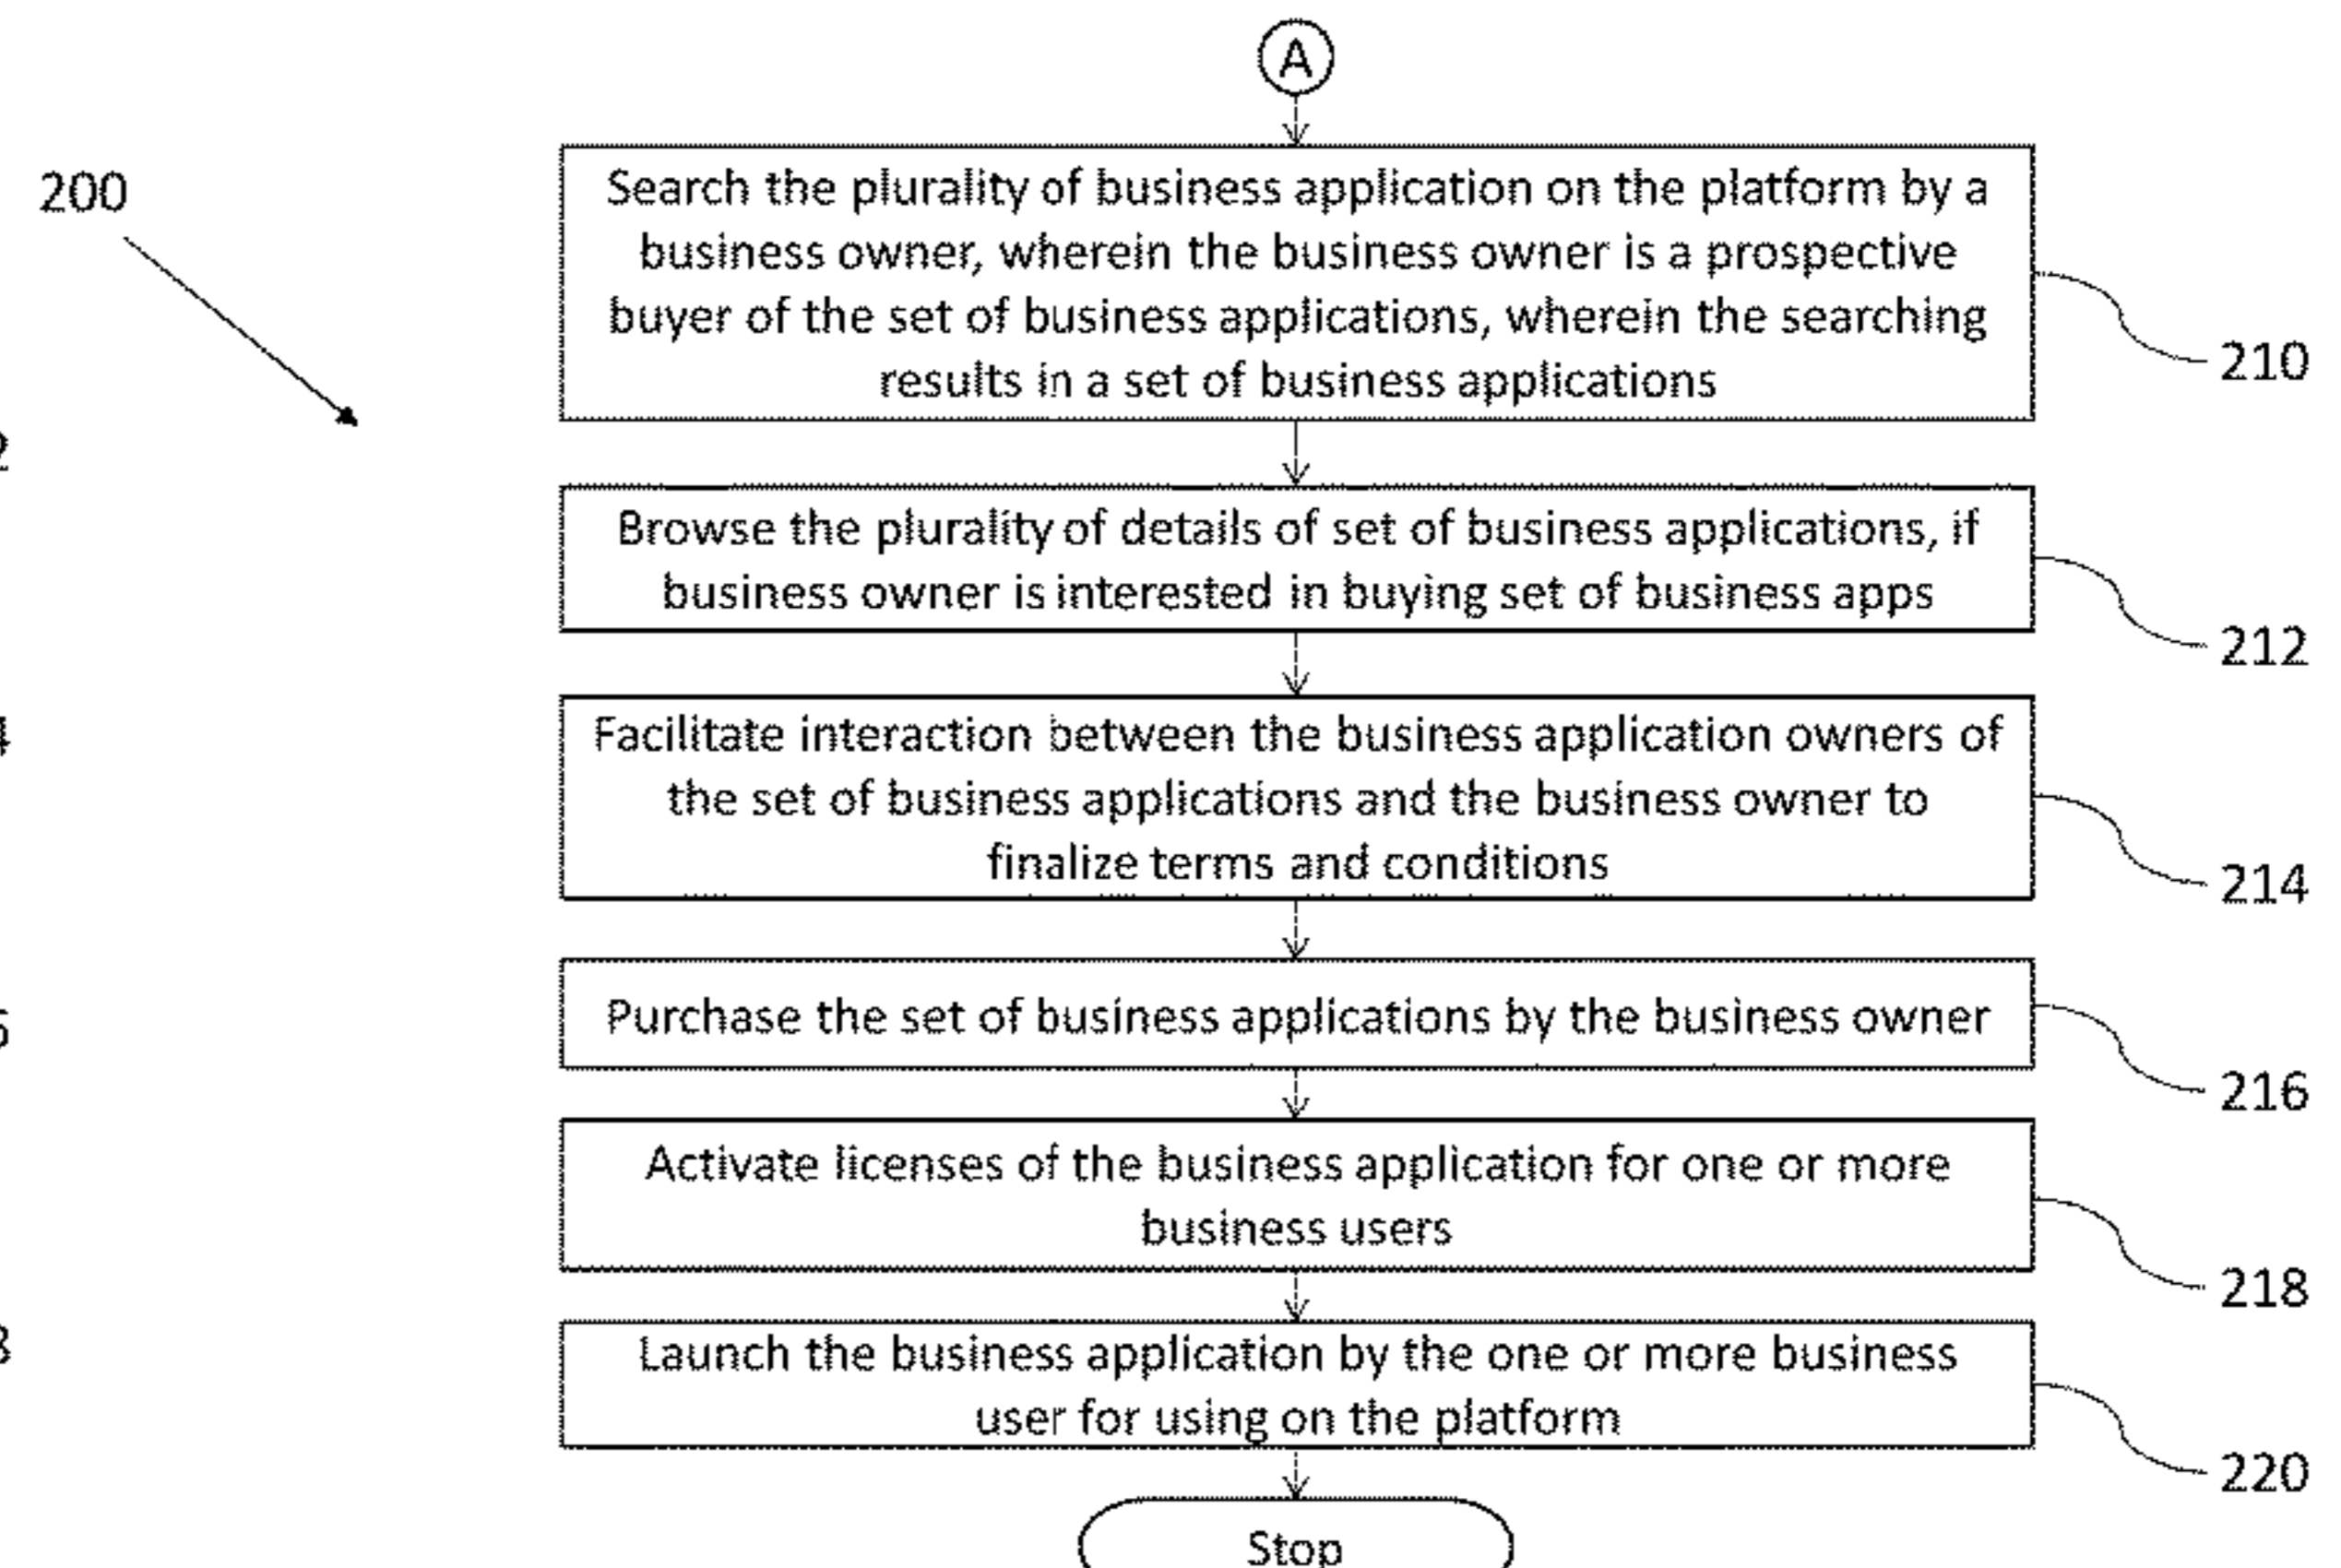 A
200
Search the plurality of business application on the platform by a
business owner, wherein the business owner is a prospective
buyer of the set of business applications, wherein the searching
results in a set of business applications
210
Browse the plurality of details of set of business applications, if
business owner is interested in buying set of business apps
212
Facilitate interaction between the business application owners of
the set of business applications and the business owner to
finalize terms and conditions
214
Purchase the set of business applications by the business owner
216
Activate licenses of the business application for one or more
business users
218
Launch the business application by the one or more business
user for using on the platform
220
Stop